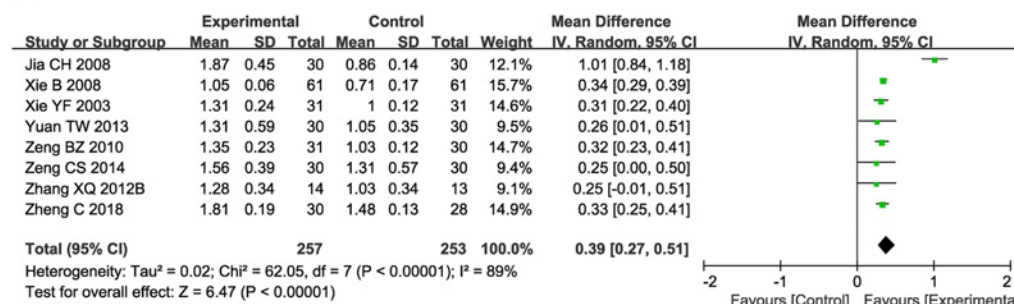 Experimental Control Mean Difference Mean Difference
Study or Subgroup Mean SD Total Mean SD Total Weight IV, Random, 95% CI IV, Random, 95% CI
Jia CH 2008 1.87 0.45 30 0.86 0.14 30 12.1% 1.01 [0.84, 1.18]
Xie B 2008 1.05 0.06 61 0.71 0.17 61 15.7% 0.34 [0.29, 0.39]
Xie YF 2003 1.31 0.24 31 1 0.12 31 14.6% 0.31 [0.22, 0.40]
Yuan TW 2013 1.31 0.59 30 1.05 0.35 30 9.5% 0.26 [0.01, 0.51]
Zeng BZ 2010 1.35 0.23 31 1.03 0.12 30 14.7% 0.32 [0.23, 0.41]
Zeng CS 2014 1.56 0.39 30 1.31 0.57 30 9.4% 0.25 [0.00, 0.50]
Zhang XQ 2012B 1.28 0.34 14 1.03 0.34 13 9.1% 0.25 [-0.01, 0.51]
Zheng C 2018 1.81 0.19 30 1.48 0.13 28 14.9% 0.33 [0.25, 0.41]
Total (95% CI) 257 253 100.0% 0.39 [0.27, 0.51]
Heterogeneity: Tau² = 0.02; Chi² = 62.05, df = 7 (P < 0.00001); I² = 89%
Test for overall effect: Z = 6.47 (P < 0.00001)
-2 -1 0 1 2
Favours [Control] Favours [Experimental